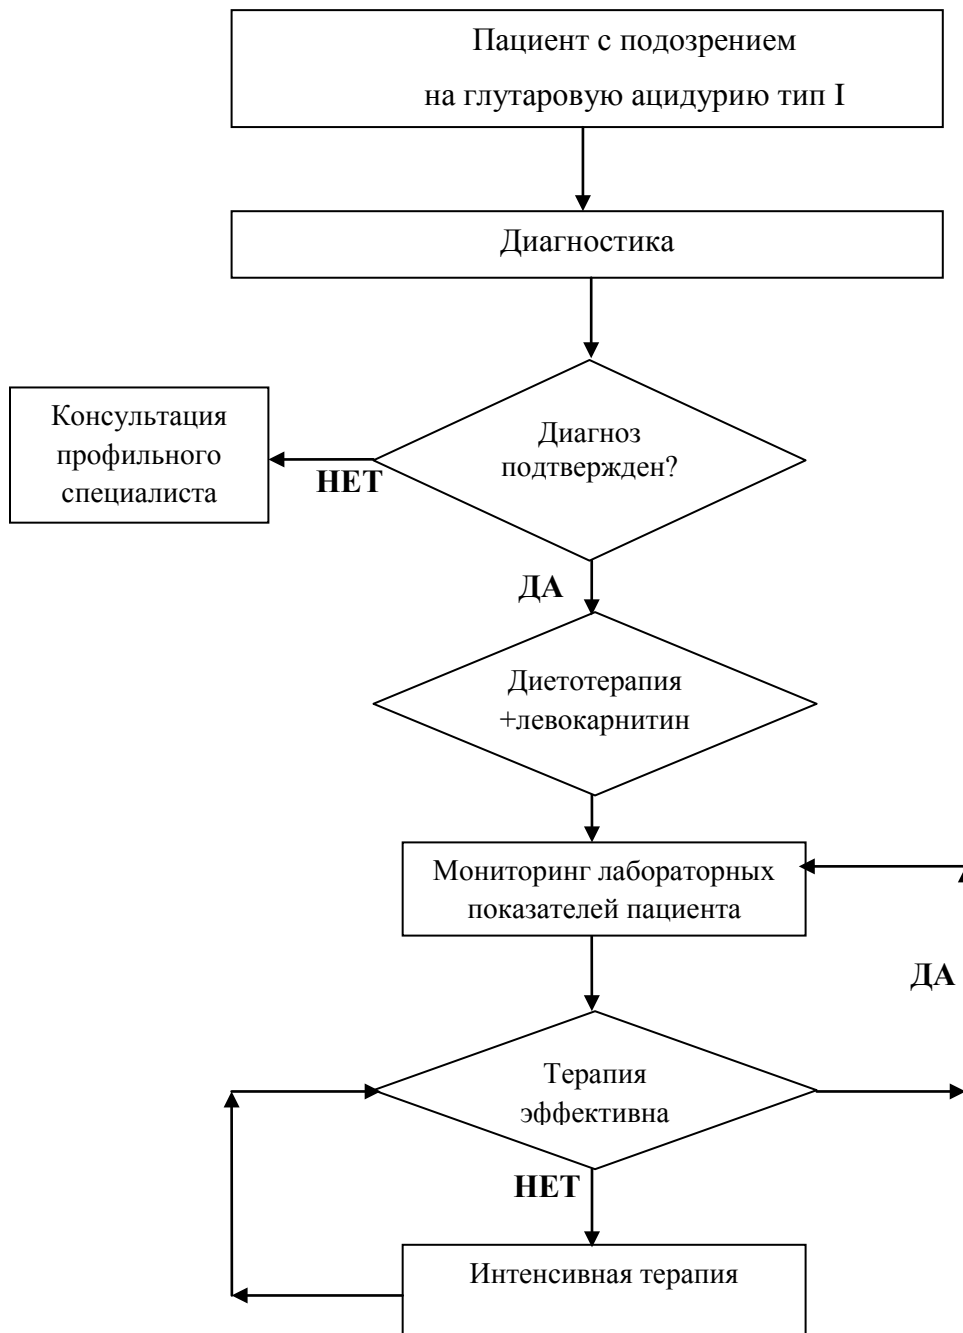 Пациент с подозрением
на глутаровую ацидурию тип I
Диагностика
Консультация
профильного
специалиста
НЕТ
Диагноз
подтвержден?
ДА
Диетотерапия
+левокарнитин
Мониторинг лабораторных
показателей пациента
ДА
Терапия
эффективна
НЕТ
Интенсивная терапия